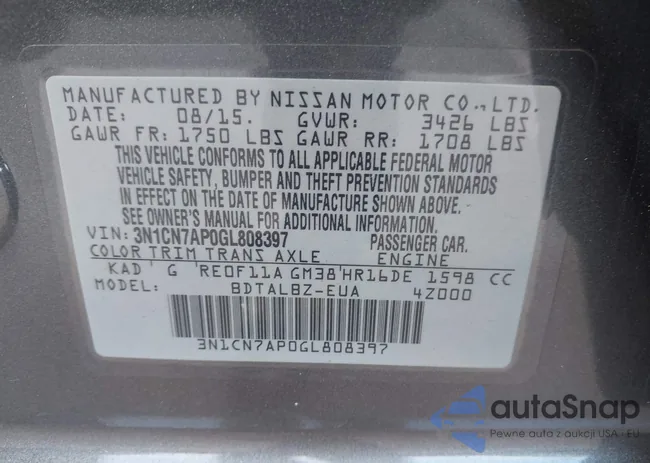 MANUFACTURED BY NISSAN MOTOR CO.,LTD.
DATE: 08/15. GVWR: 3426 LBS
GAWR FR: 1750 LBS GAWR RR: 1708 LBS
THIS VEHICLE CONFORMS TO ALL APPLICABLE FEDERAL MOTOR
VEHICLE SAFETY, BUMPER AND THEFT PREVENTION STANDARDS
IN EFFECT ON THE DATE OF MANUFACTURE SHOWN ABOVE.
SEE OWNER'S MANUAL FOR ADDITIONAL INFORMATION.
VIN: 3N1CN7AP0GL808397 PASSENGER CAR.
COLOR TRIM TRANS AXLE ENGINE
KAD G RE0F11A GM38 HR16DE 1598 CC
MODEL: BDTALBZ-EUA 4Z000
3N1CN7AP0GL808397
autaSnap
Pewne auta z aukcji USA - EU